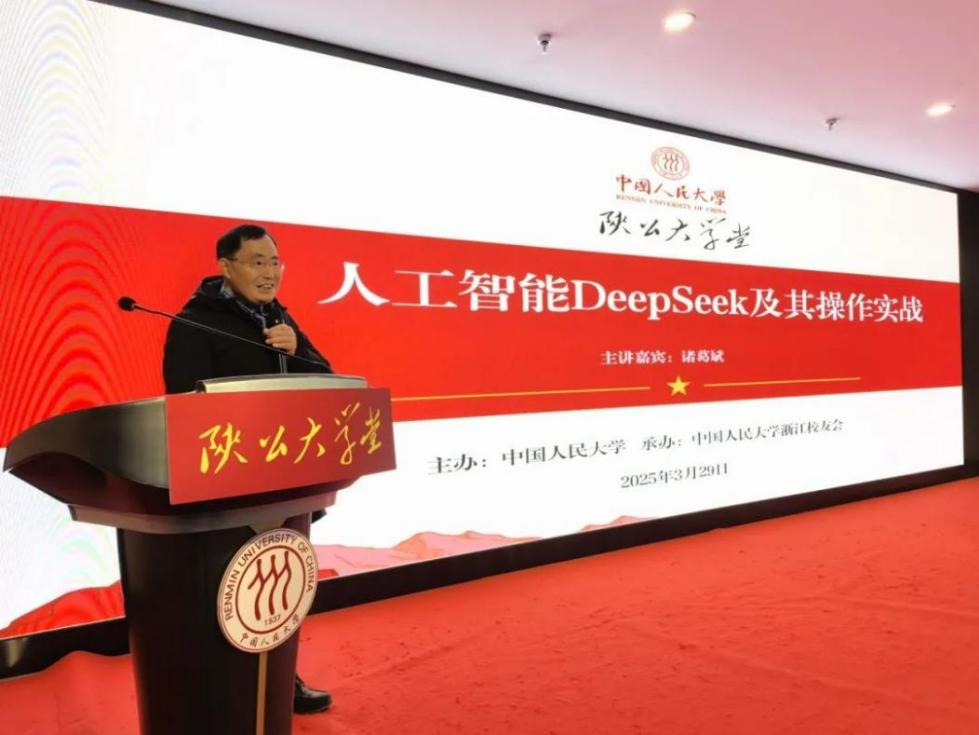 中国人民大學
RENMIN UNIVERSITY OF CHINA
陕公大学堂
人工智能DeepSeek及其操作实战
主讲嘉宾：诸葛斌
主办：中国人民大学 承办：中国人民大学浙江校友会
2025年3月29日
陕公大学堂
RENMIN UNIVERSITY OF CHINA
1937
中国人民大学